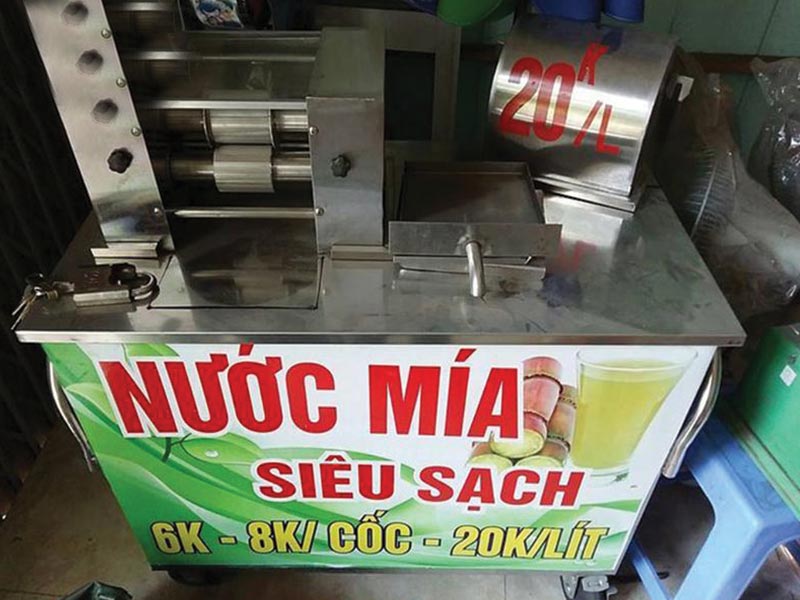 20K/L
NƯỚC MÍA
SIÊU SẠCH
6K - 8K/ CỐC - 20K/LÍT